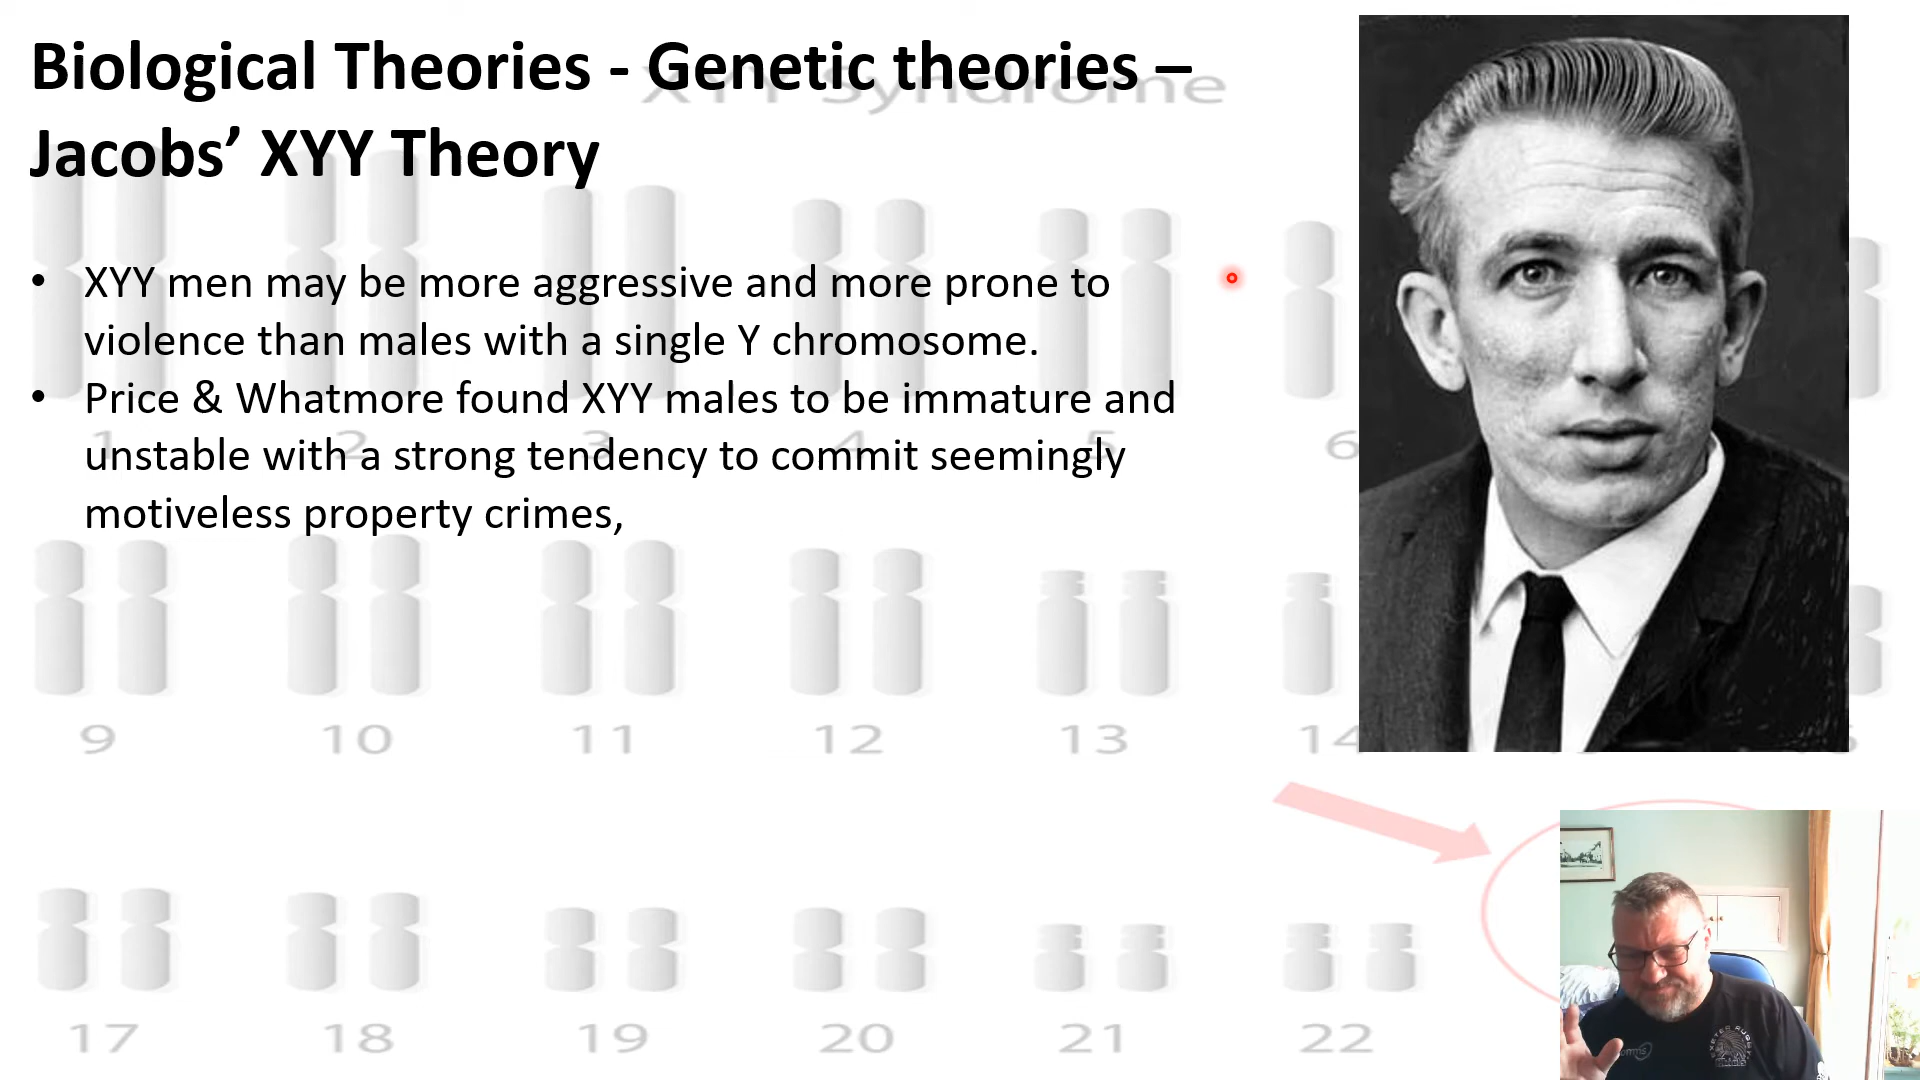 Biological Theories - Genetic theories –
XYY Syndrome
Jacobs’ XYY Theory
• XYY men may be more aggressive and more prone to
violence than males with a single Y chromosome.
• Price & Whatmore found XYY males to be immature and
unstable with a strong tendency to commit seemingly
motiveless property crimes,
1 2 3 4 5 6
9 10 11 12 13 14
17 18 19 20 21 22
EXETER RUGBY